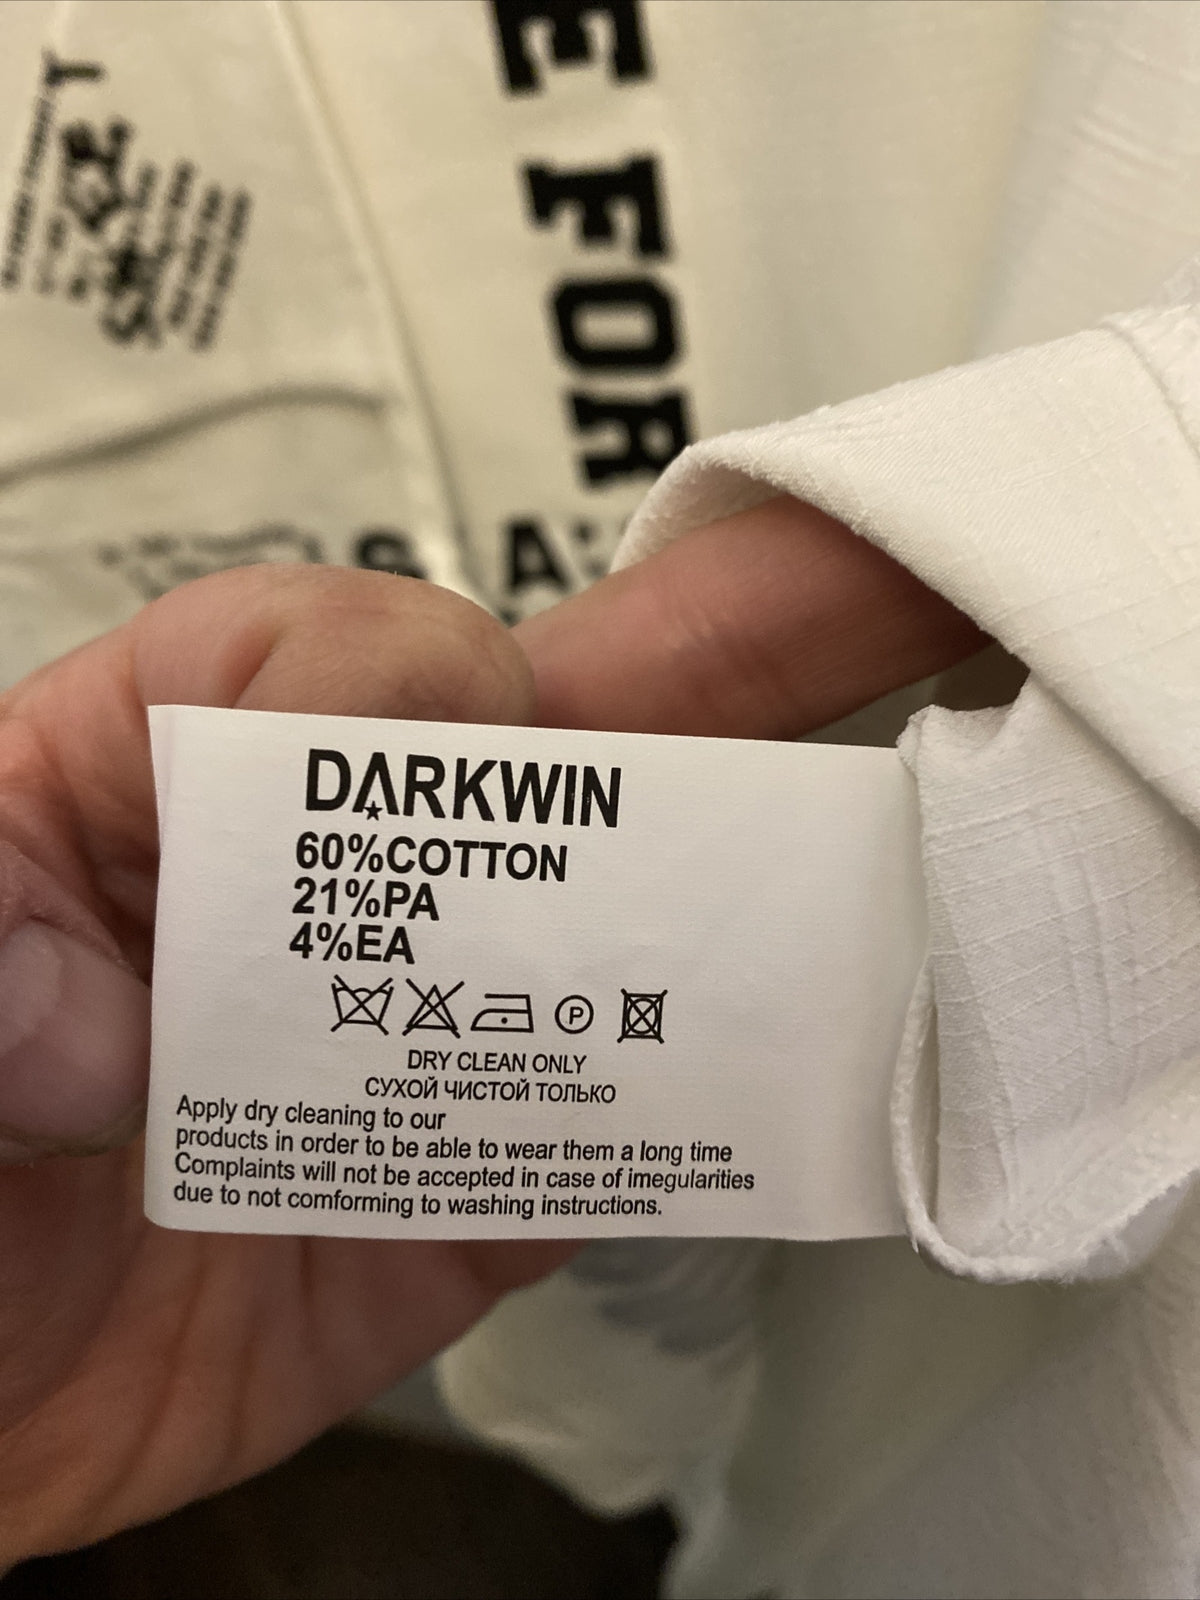 E FOR
S
A
DARKWIN
60%COTTON
21%PA
4%EA
P
DRY CLEAN ONLY
СУХОЙ ЧИСТОЙ ТОЛЬКО
Apply dry cleaning to our
products in order to be able to wear them a long time
Complaints will not be accepted in case of imegularities
due to not comforming to washing instructions.